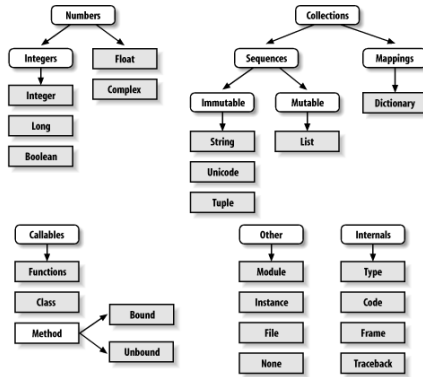 Numbers
Collections
Integers
Float
Sequences
Mappings
Integer
Complex
Immutable
Mutable
Dictionary
Long
String
List
Boolean
Unicode
Tuple
Callables
Other
Internals
Functions
Module
Type
Class
Bound
Instance
Code
Method
File
Frame
Unbound
None
Traceback